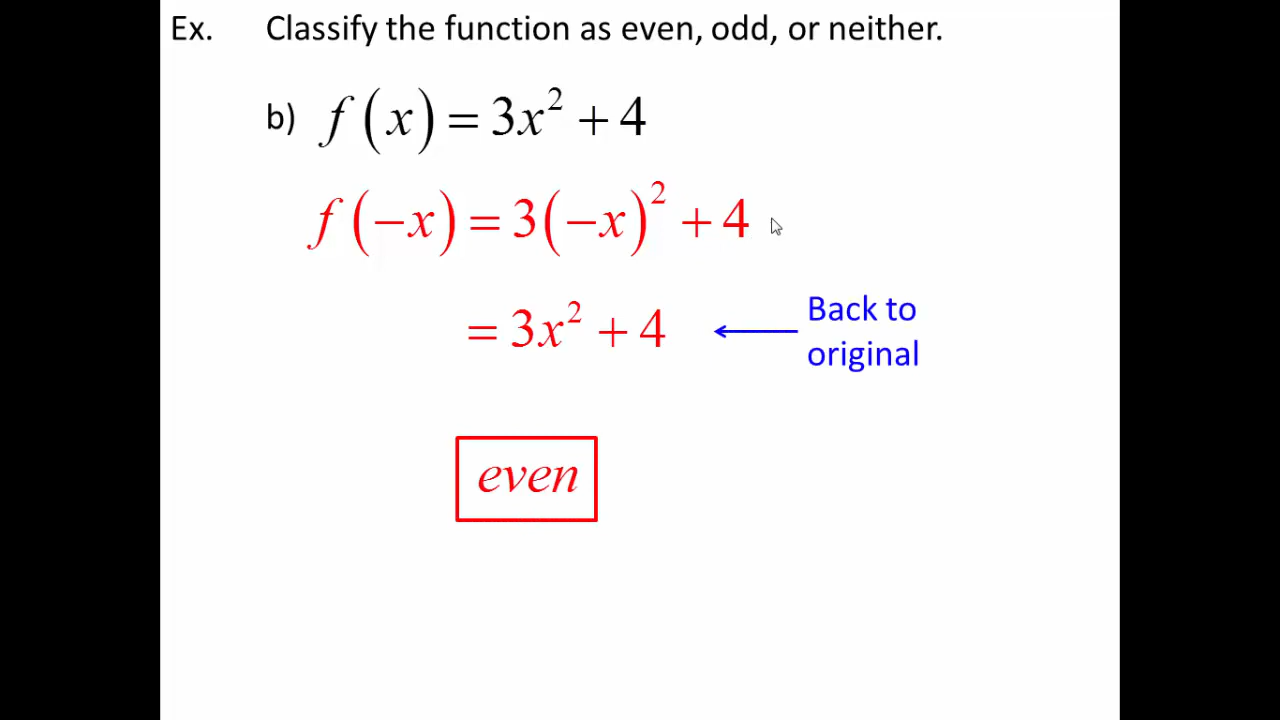 Ex. Classify the function as even, odd, or neither.
b) f(x) = 3x² + 4
f(−x) = 3(−x)² + 4
= 3x² + 4
Back to
original
even